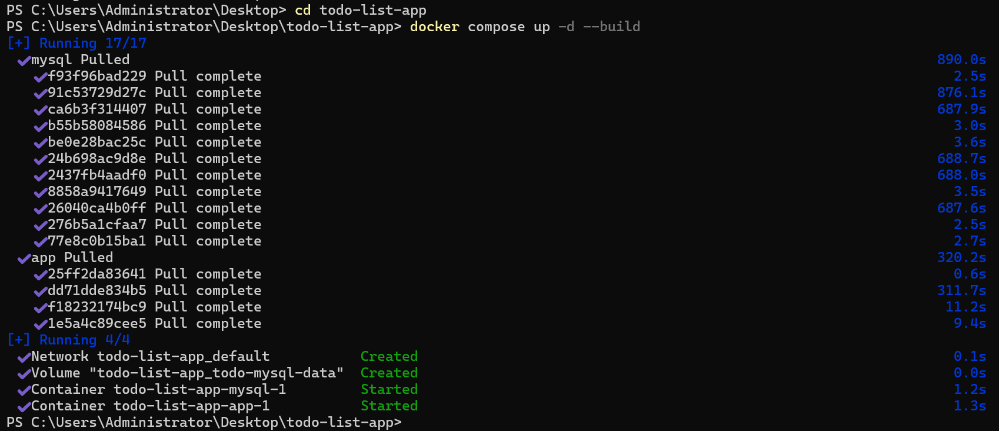 PS C:\Users\Administrator\Desktop> cd todo-list-app
PS C:\Users\Administrator\Desktop\todo-list-app> docker compose up -d --build
[+] Running 17/17
✔mysql Pulled 890.0s
✔f93f96bad229 Pull complete 2.5s
✔91c53729d27c Pull complete 876.1s
✔ca6b3f314407 Pull complete 687.9s
✔b55b58084586 Pull complete 3.0s
✔be0e28bac25c Pull complete 3.6s
✔24b698ac9d8e Pull complete 688.7s
✔2437fb4aadf0 Pull complete 688.0s
✔8858a9417649 Pull complete 3.5s
✔26040ca4b0ff Pull complete 687.6s
✔276b5a1cfaa7 Pull complete 2.5s
✔77e8c0b15ba1 Pull complete 2.7s
✔app Pulled 320.2s
✔25ff2da83641 Pull complete 0.6s
✔dd71dde834b5 Pull complete 311.7s
✔f18232174bc9 Pull complete 11.2s
✔1e5a4c89cee5 Pull complete 9.4s
[+] Running 4/4
✔Network todo-list-app_default Created 0.1s
✔Volume "todo-list-app_todo-mysql-data" Created 0.0s
✔Container todo-list-app-mysql-1 Started 1.2s
✔Container todo-list-app-app-1 Started 1.3s
PS C:\Users\Administrator\Desktop\todo-list-app>